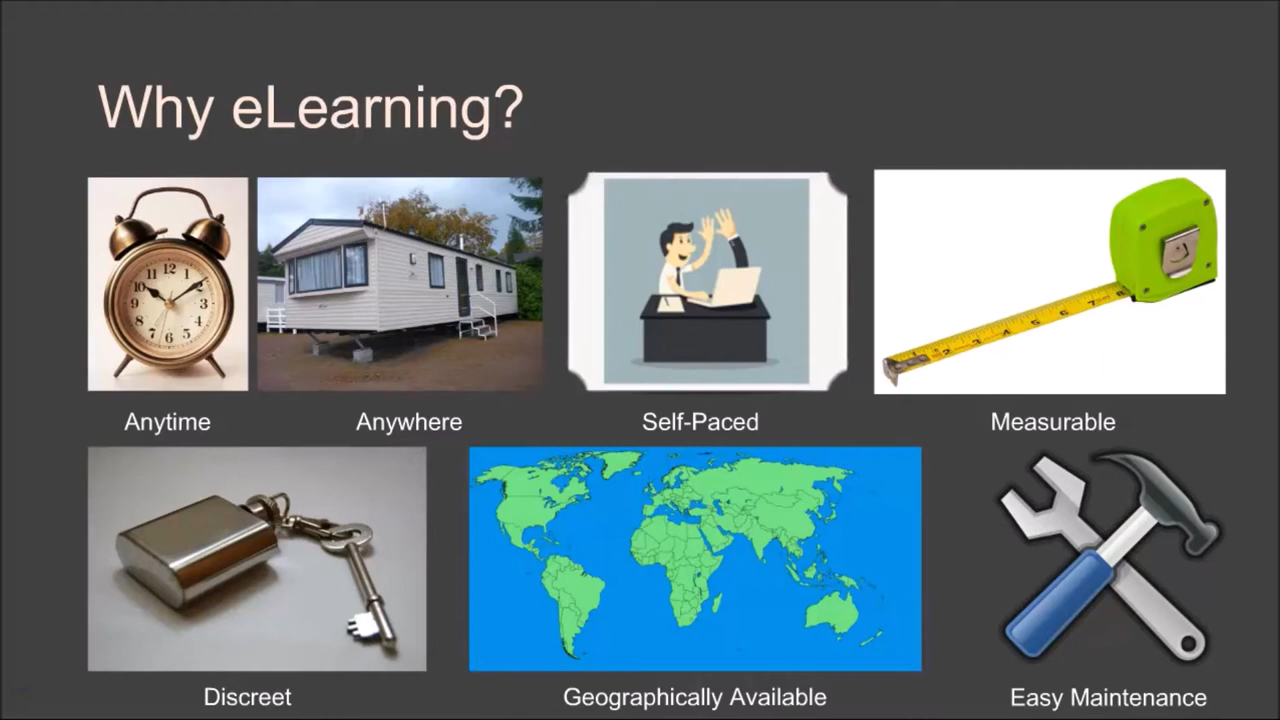 Why eLearning?
Anytime
Anywhere
Self-Paced
Measurable
Discreet
Geographically Available
Easy Maintenance